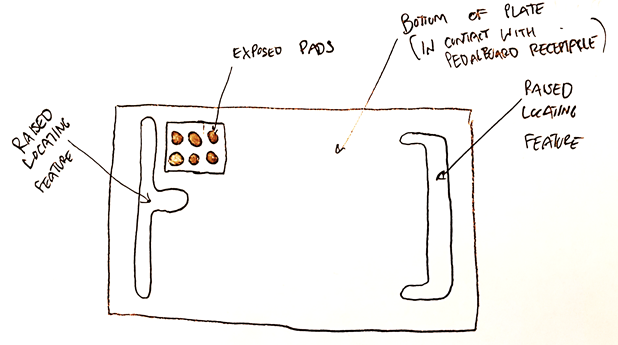 BOTTOM OF PLATE
(IN CONTACT WITH
PEDALBOARD RECEPTACLE)
EXPOSED PADS
RAISED
LOCATING
FEATURE
RAISED
LOCATING
FEATURE